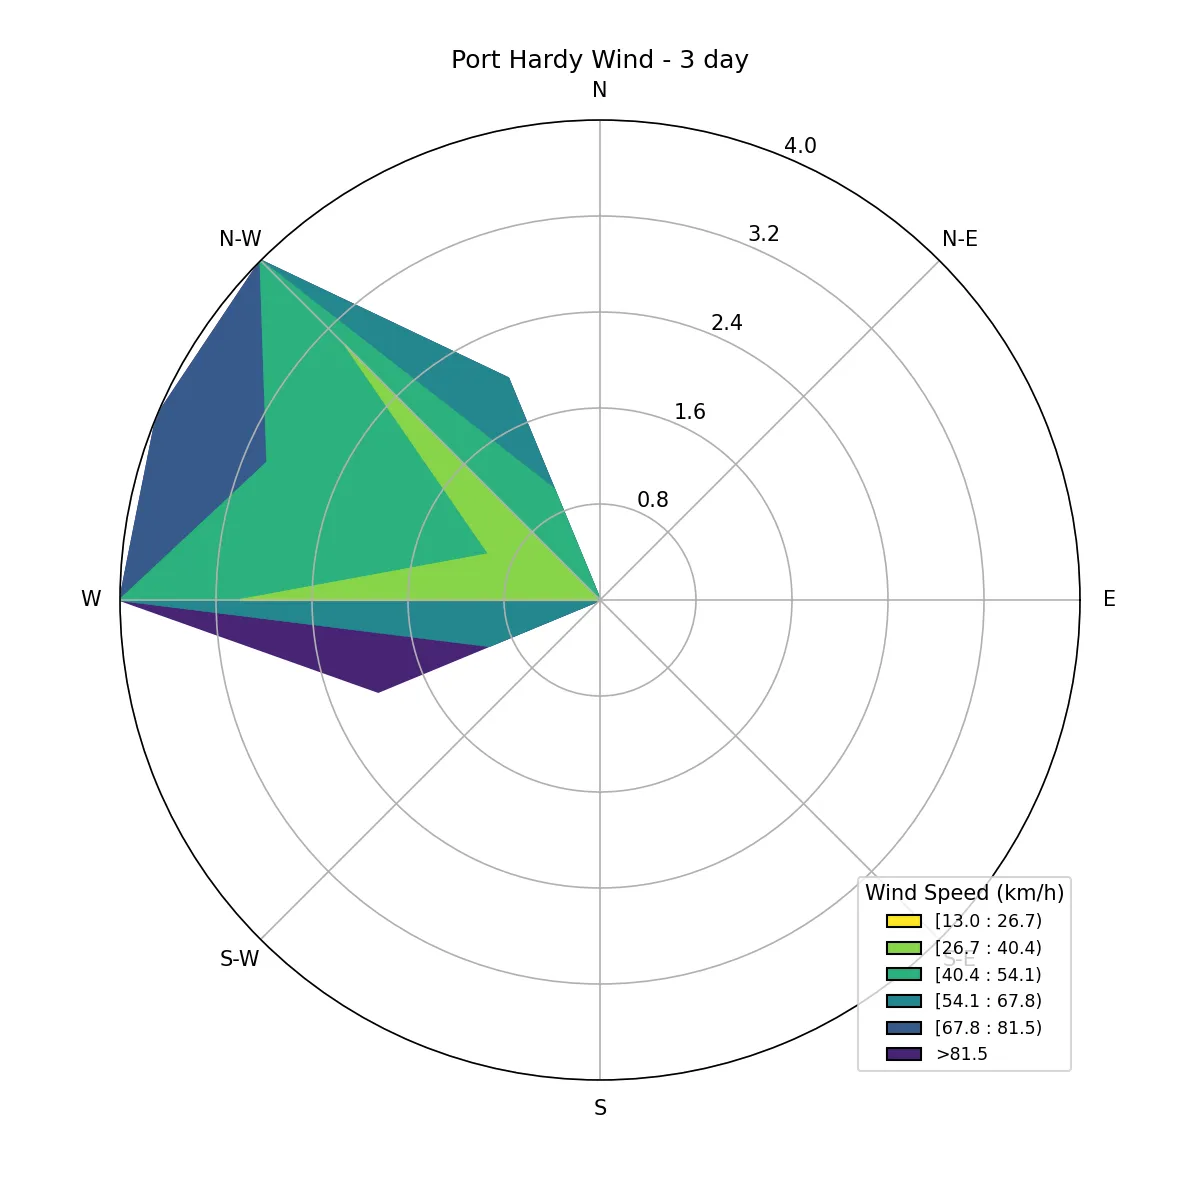 Port Hardy Wind - 3 day
N
4.0
N-W
N-E
3.2
2.4
1.6
0.8
W
E
S-W
S-E
S
Wind Speed (km/h)
[13.0 : 26.7)
[26.7 : 40.4)
[40.4 : 54.1)
[54.1 : 67.8)
[67.8 : 81.5)
>81.5